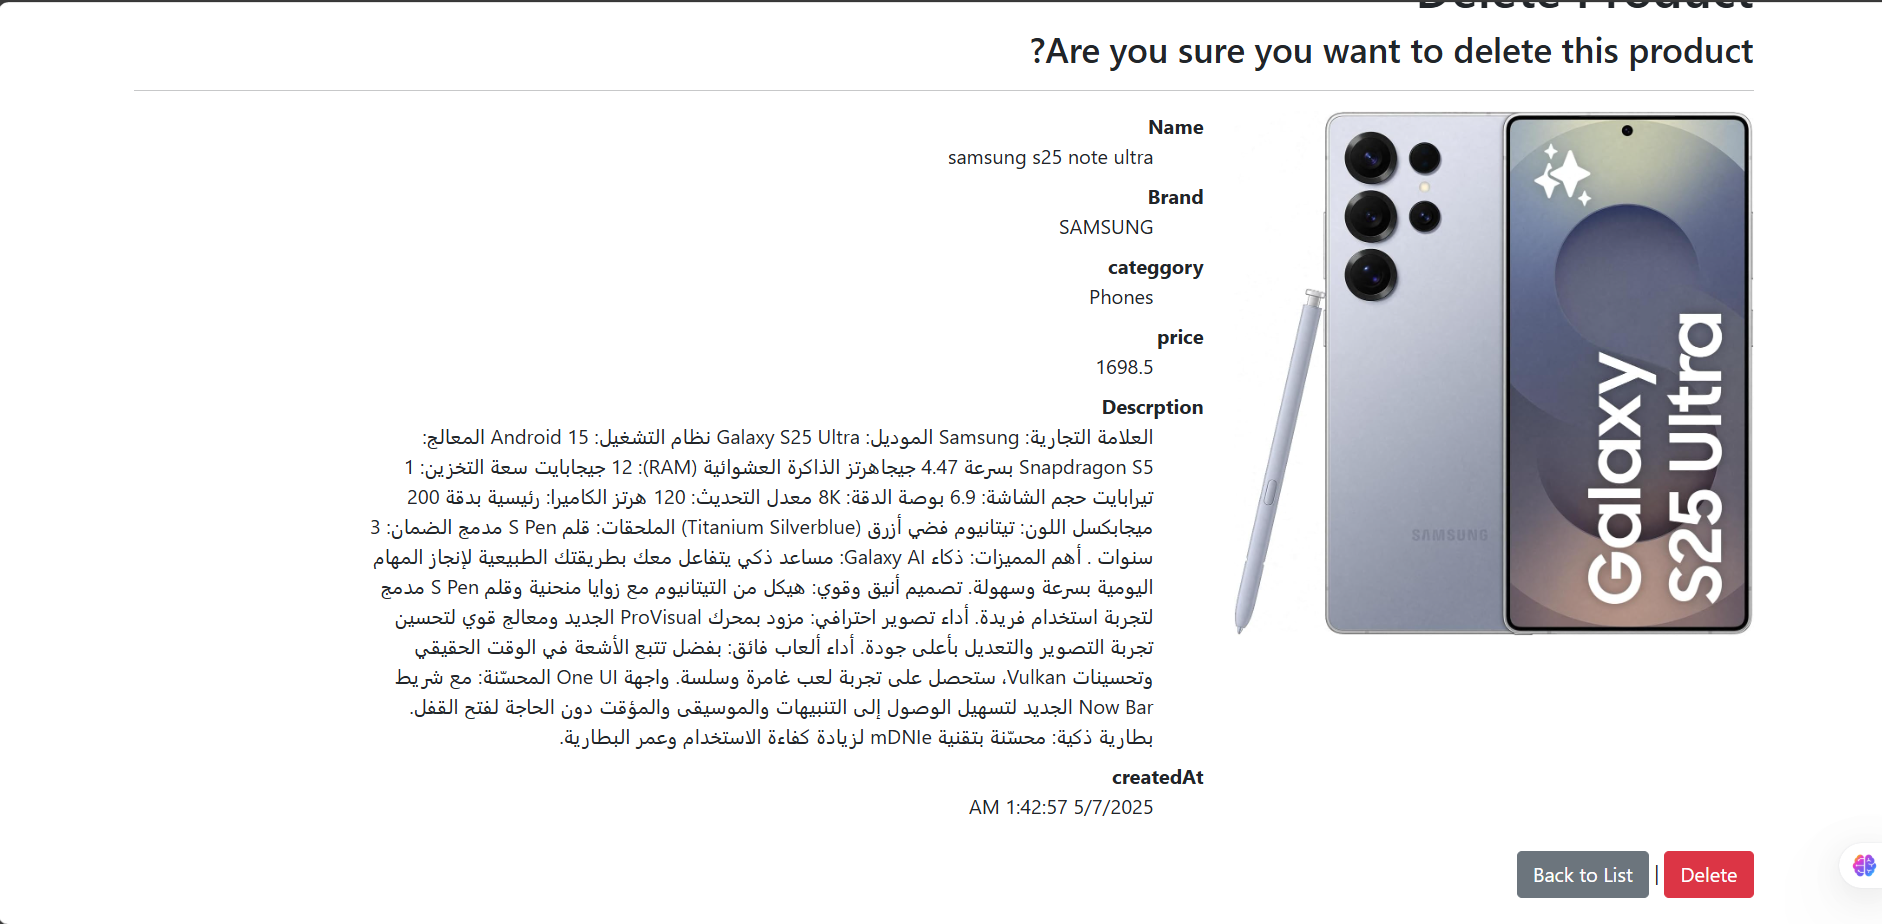 Delete Product
?Are you sure you want to delete this product
Name
samsung s25 note ultra
Brand
SAMSUNG
categgory
Phones
price
1698.5
Descrption
العلامة التجارية: Samsung الموديل: Galaxy S25 Ultra نظام التشغيل: Android 15 المعالج:
Snapdragon S5 بسرعة 4.47 جيجاهرتز الذاكرة العشوائية (RAM): 12 جيجابايت سعة التخزين: 1
تيرابايت حجم الشاشة: 6.9 بوصة الدقة: 8K معدل التحديث: 120 هرتز الكاميرا: رئيسية بدقة 200
ميجابكسل اللون: تيتانيوم فضي أزرق (Titanium Silverblue) الملحقات: قلم S Pen مدمج الضمان: 3
سنوات . أهم المميزات: ذكاء Galaxy AI: مساعد ذكي يتفاعل معك بطريقتك الطبيعية لإنجاز المهام
اليومية بسرعة وسهولة. تصميم أنيق وقوي: هيكل من التيتانيوم مع زوايا منحنية وقلم S Pen مدمج
لتجربة استخدام فريدة. أداء تصوير احترافي: مزود بمحرك ProVisual الجديد ومعالج قوي لتحسين
تجربة التصوير والتعديل بأعلى جودة. أداء ألعاب فائق: بفضل تتبع الأشعة في الوقت الحقيقي
وتحسينات Vulkan، ستحصل على تجربة لعب غامرة وسلسة. واجهة One UI المحسّنة: مع شريط
Now Bar الجديد لتسهيل الوصول إلى التنبيهات والموسيقى والمؤقت دون الحاجة لفتح القفل.
بطارية ذكية: محسّنة بتقنية mDNIe لزيادة كفاءة الاستخدام وعمر البطارية.
createdAt
AM 1:42:57 5/7/2025
SAMSUNG
Galaxy
S25 Ultra
Back to List | Delete